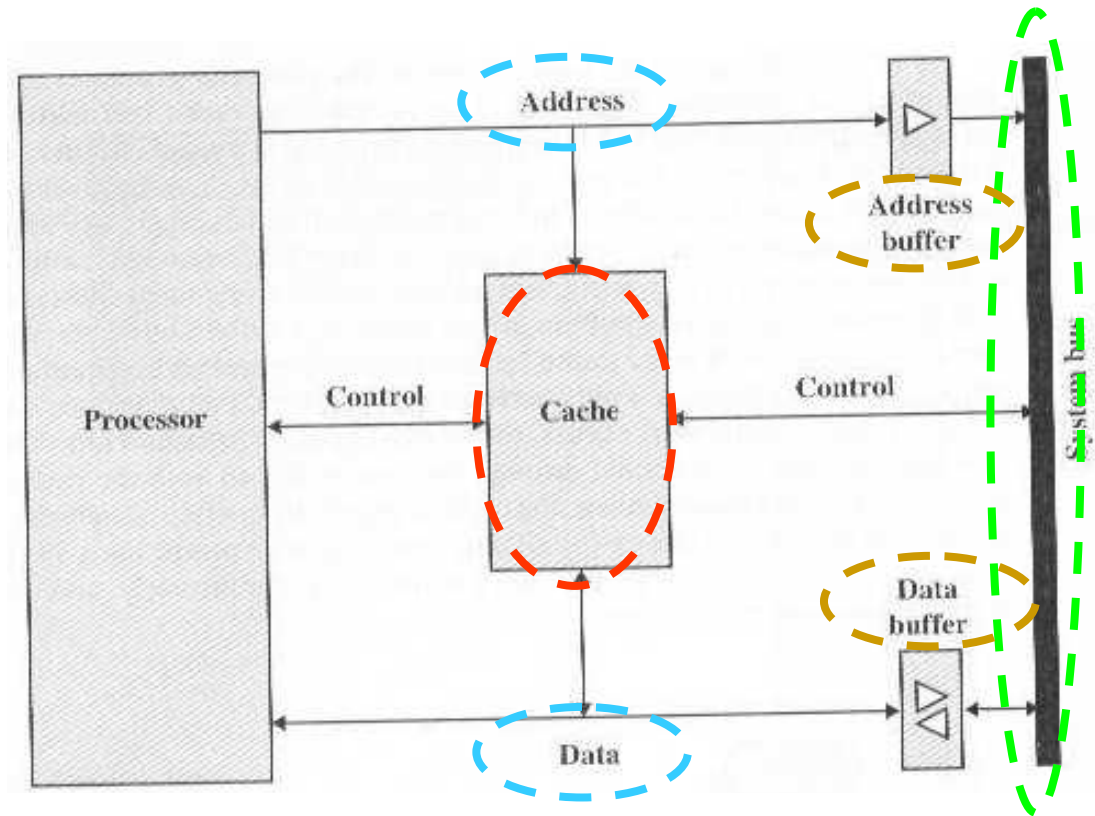 Address
Address
buffer
System bus
Control
Control
Processor
Cache
Data
buffer
Data